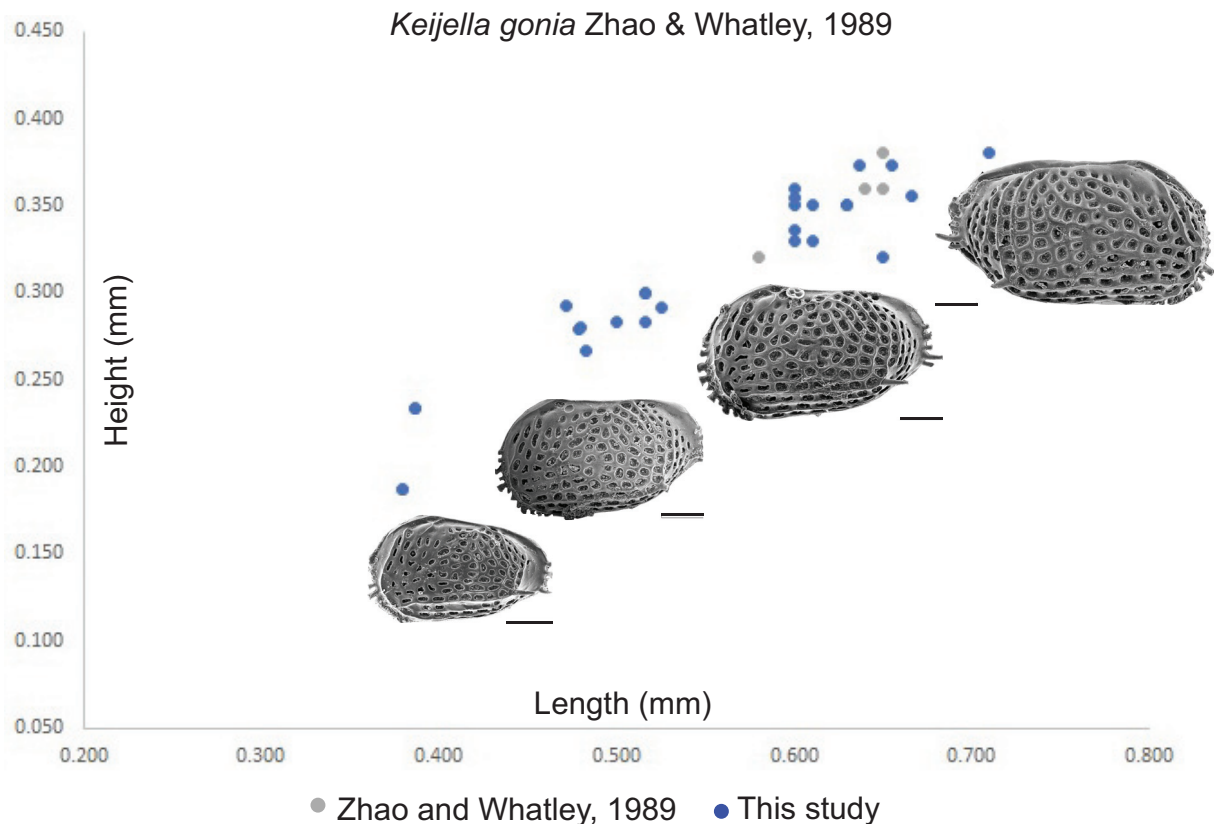 Keijella gonia Zhao & Whatley, 1989
0.450
0.400
0.350
0.300
0.250
0.200
0.150
0.100
0.050
Height (mm)
Length (mm)
0.200 0.300 0.400 0.500 0.600 0.700 0.800
Zhao and Whatley, 1989 This study